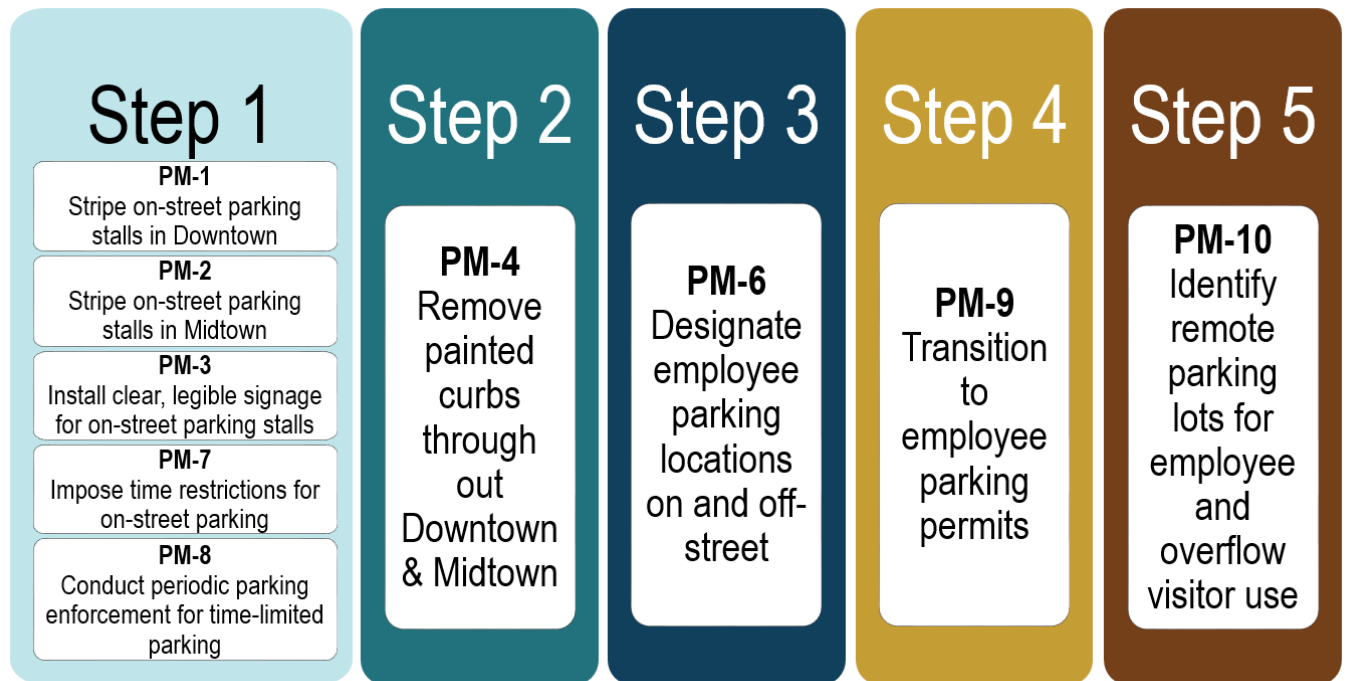 Step 1
PM-1
Stripe on-street parking
stalls in Downtown
PM-2
Stripe on-street parking
stalls in Midtown
PM-3
Install clear, legible signage
for on-street parking stalls
PM-7
Impose time restrictions for
on-street parking
PM-8
Conduct periodic parking
enforcement for time-limited
parking
Step 2
PM-4
Remove
painted
curbs
through
out
Downtown
& Midtown
Step 3
PM-6
Designate
employee
parking
locations
on and off-
street
Step 4
PM-9
Transition
to
employee
parking
permits
Step 5
PM-10
Identify
remote
parking
lots for
employee
and
overflow
visitor use